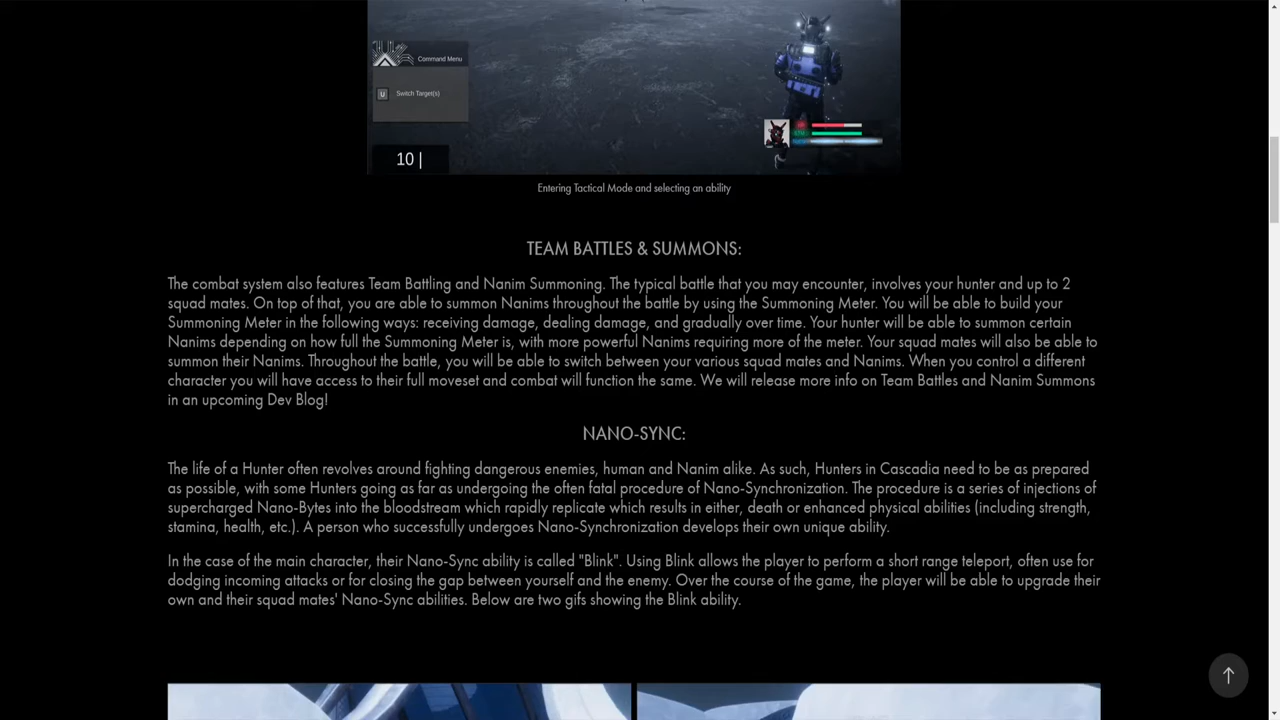 Command Menu
U Switch Target(s)
10 |
Entering Tactical Mode and selecting an ability
TEAM BATTLES & SUMMONS:
The combat system also features Team Battling and Nanim Summoning. The typical battle that you may encounter, involves your hunter and up to 2
squad mates. On top of that, you are able to summon Nanims throughout the battle by using the Summoning Meter. You will be able to build your
Summoning Meter in the following ways: receiving damage, dealing damage, and gradually over time. Your hunter will be able to summon certain
Nanims depending on how full the Summoning Meter is, with more powerful Nanims requiring more of the meter. Your squad mates will also be able to
summon their Nanims. Throughout the battle, you will be able to switch between your various squad mates and Nanims. When you control a different
character you will have access to their full moveset and combat will function the same. We will release more info on Team Battles and Nanim Summons
in an upcoming Dev Blog!
NANO-SYNC:
The life of a Hunter often revolves around fighting dangerous enemies, human and Nanim alike. As such, Hunters in Cascadia need to be as prepared
as possible, with some Hunters going as far as undergoing the often fatal procedure of Nano-Synchronization. The procedure is a series of injections of
supercharged Nano-Bytes into the bloodstream which rapidly replicate which results in either, death or enhanced physical abilities (including strength,
stamina, health, etc.). A person who successfully undergoes Nano-Synchronization develops their own unique ability.
In the case of the main character, their Nano-Sync ability is called "Blink". Using Blink allows the player to perform a short range teleport, often use for
dodging incoming attacks or for closing the gap between yourself and the enemy. Over the course of the game, the player will be able to upgrade their
own and their squad mates' Nano-Sync abilities. Below are two gifs showing the Blink ability.